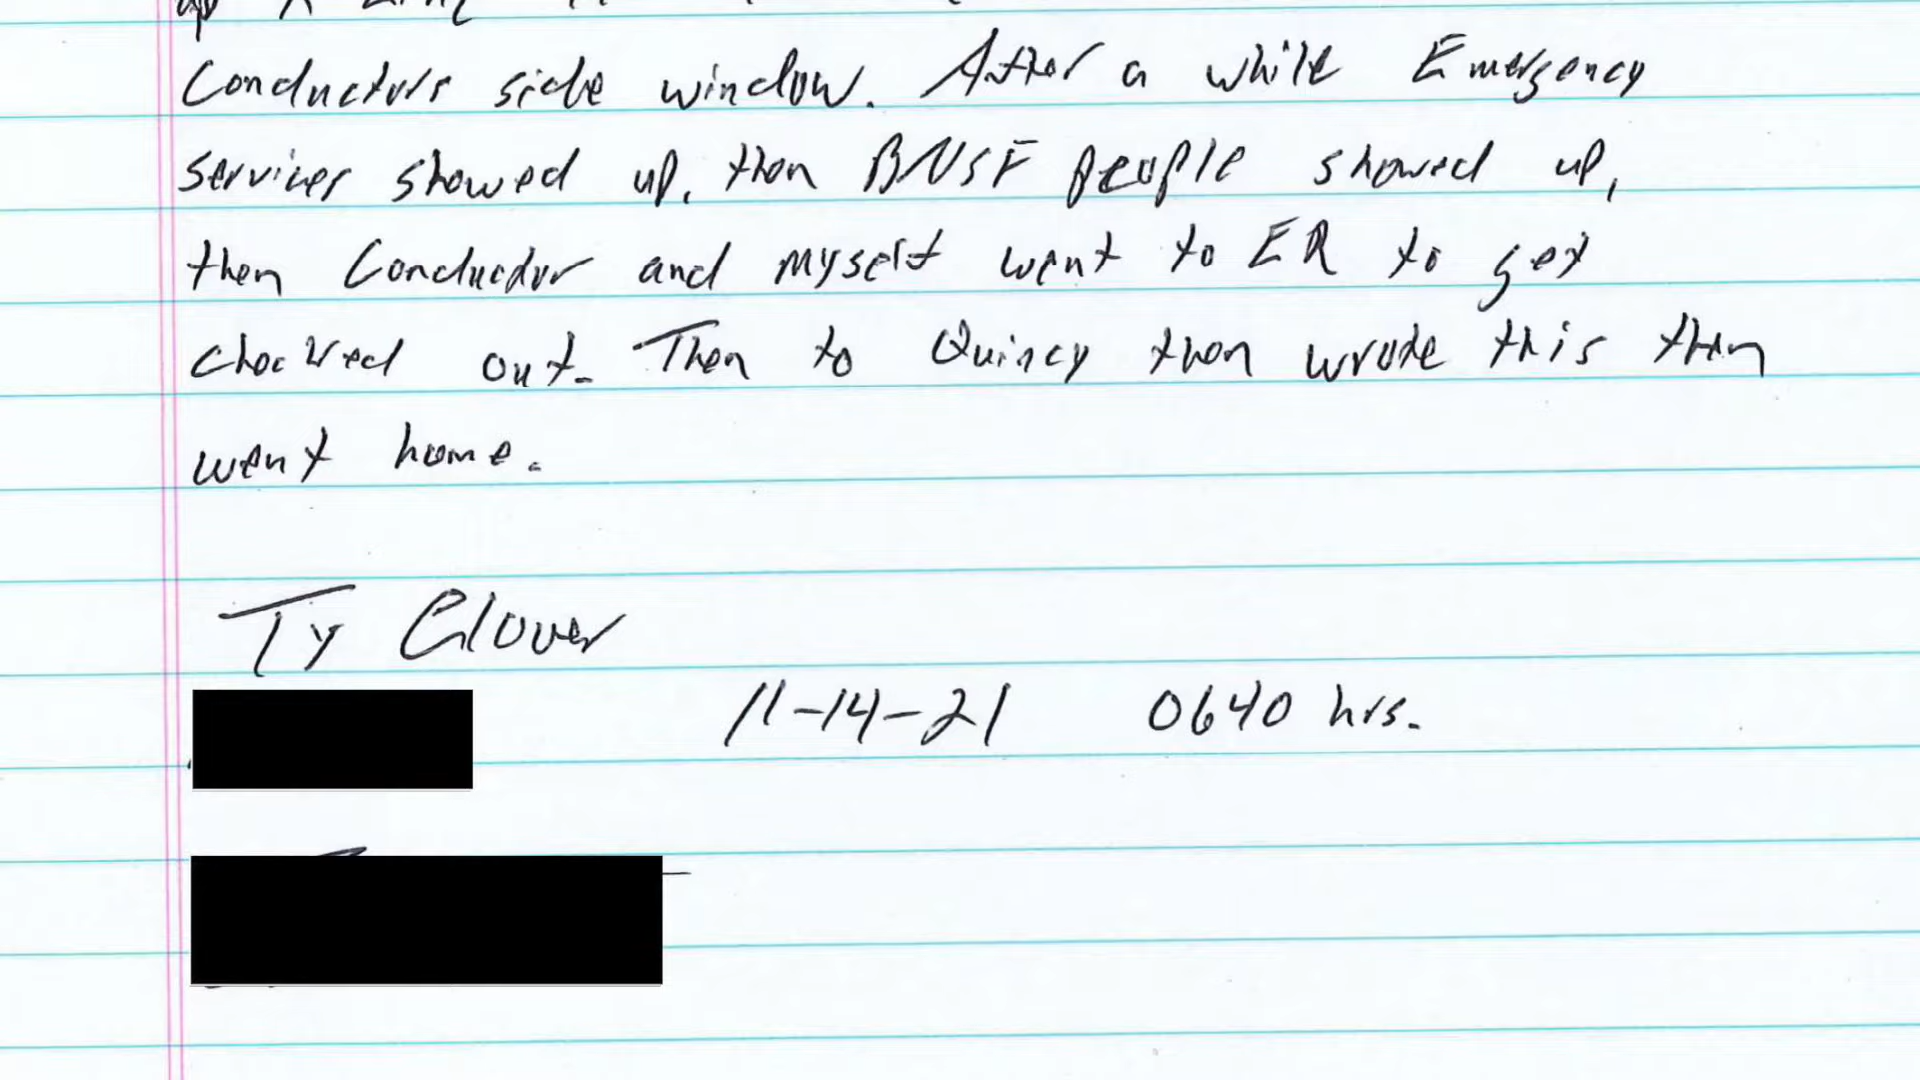 Conductors side window. After a while Emergency
services showed up, then BNSF people showed up,
then Conductor and myself went to ER to get
checked out. Then to Quincy then wrote this then
went home.
Ty Glover
11-14-21 0640 hrs.